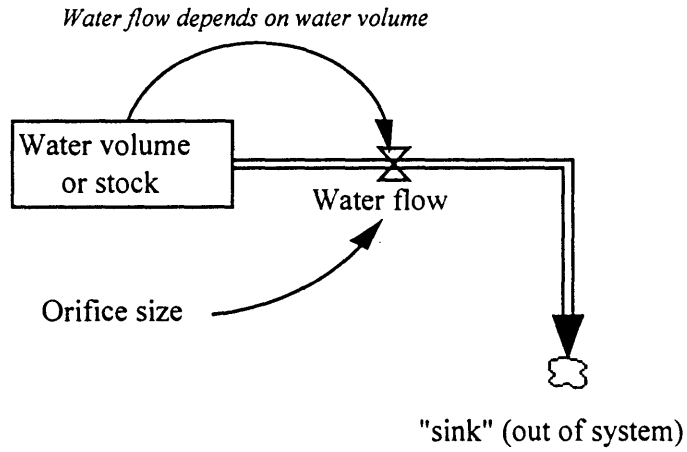 Water flow depends on water volume
Water volume
or stock
Water flow
Orifice size
"sink" (out of system)